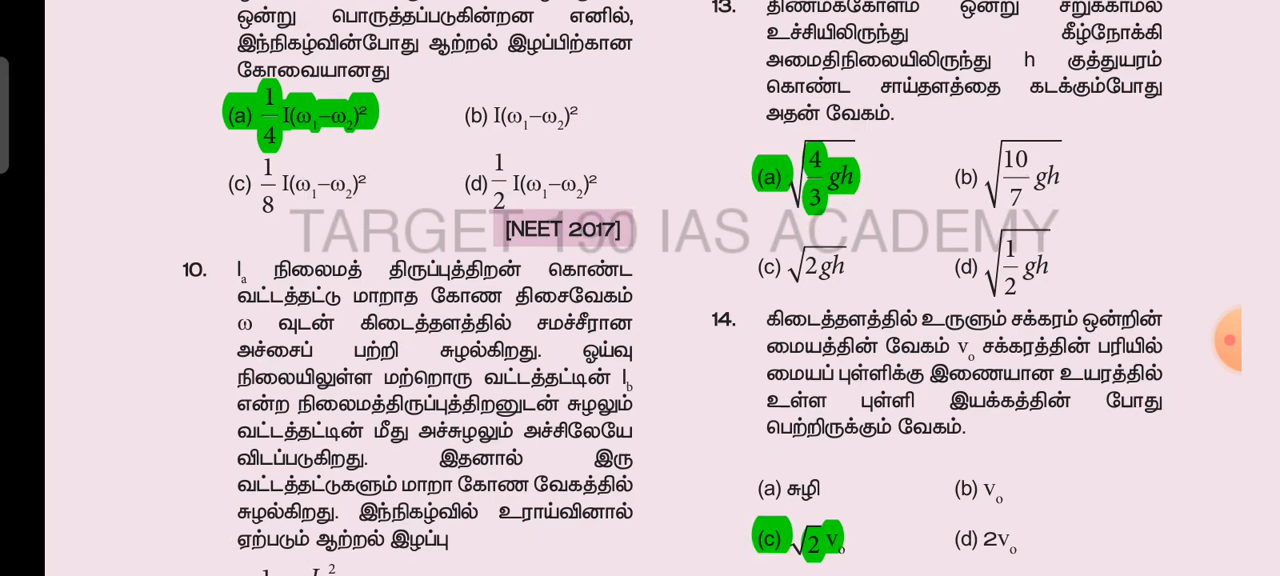 ஒன்று பொருத்தப்படுகின்றன எனில்,
இந்நிகழ்வின்போது ஆற்றல் இழப்பிற்கான
கோவையானது
(a) 1/4 I(ω₁–ω₂)² (b) I(ω₁–ω₂)²
(c) 1/8 I(ω₁–ω₂)² (d) 1/2 I(ω₁–ω₂)²
[NEET 2017]
10. Iₐ நிலைமத் திருப்புத்திறன் கொண்ட
வட்டத்தட்டு மாறாத கோண திசைவேகம்
ω வுடன் கிடைத்தளத்தில் சமச்சீரான
அச்சைப் பற்றி சுழல்கிறது. ஓய்வு
நிலையிலுள்ள மற்றொரு வட்டத்தட்டின் I_b
என்ற நிலைமத்திருப்புத்திறனுடன் சுழலும்
வட்டத்தட்டின் மீது அச்சுழலும் அச்சிலேயே
விடப்படுகிறது. இதனால் இரு
வட்டத்தட்டுகளும் மாறா கோண வேகத்தில்
சுழல்கிறது. இந்நிகழ்வில் உராய்வினால்
ஏற்படும் ஆற்றல் இழப்பு
13. திண்மக்கோளம் ஒன்று சறுக்காமல்
உச்சியிலிருந்து கீழ்நோக்கி
அமைதிநிலையிலிருந்து h குத்துயரம்
கொண்ட சாய்தளத்தை கடக்கும்போது
அதன் வேகம்.
(a) √(4/3 gh) (b) √(10/7 gh)
(c) √2gh (d) √(1/2 gh)
14. கிடைத்தளத்தில் உருளும் சக்கரம் ஒன்றின்
மையத்தின் வேகம் vₒ சக்கரத்தின் பரியில்
மையப் புள்ளிக்கு இணையான உயரத்தில்
உள்ள புள்ளி இயக்கத்தின் போது
பெற்றிருக்கும் வேகம்.
(a) சுழி (b) vₒ
(c) √2 vₒ (d) 2vₒ
TARGET 190 IAS ACADEMY